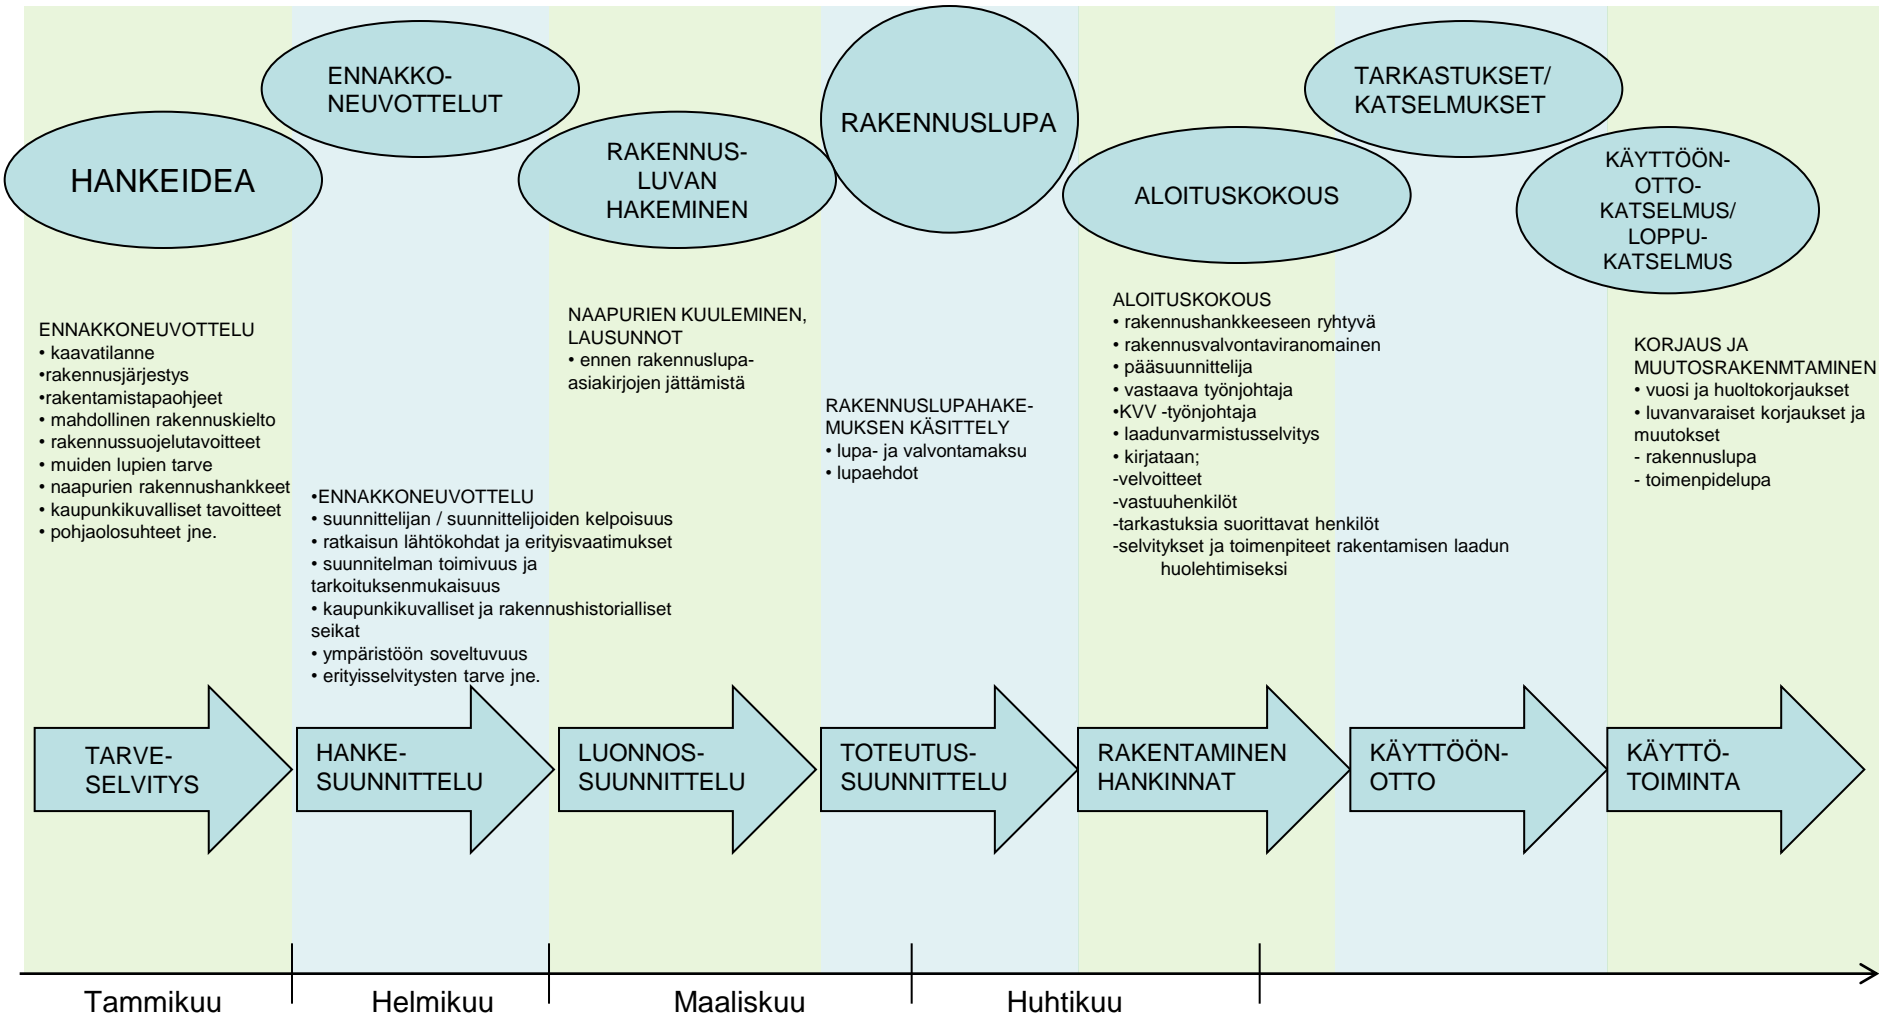 HANKEIDEA
ENNAKKO-
NEUVOTTELUT
RAKENNUS-
LUVAN
HAKEMINEN
RAKENNUSLUPA
ALOITUSKOKOUS
TARKASTUKSET/
KATSELMUKSET
KÄYTTÖÖN-
OTTO-
KATSELMUS/
LOPPU-
KATSELMUS
ENNAKKONEUVOTTELU
• kaavatilanne
•rakennusjärjestys
•rakentamistapaohjeet
• mahdollinen rakennuskielto
• rakennussuojelutavoitteet
• muiden lupien tarve
• naapurien rakennushankkeet
• kaupunkikuvalliset tavoitteet
• pohjaolosuhteet jne.
•ENNAKKONEUVOTTELU
• suunnittelijan / suunnittelijoiden kelpoisuus
• ratkaisun lähtökohdat ja erityisvaatimukset
• suunnitelman toimivuus ja
tarkoituksenmukaisuus
• kaupunkikuvalliset ja rakennushistorialliset
seikat
• ympäristöön soveltuvuus
• erityisselvitysten tarve jne.
NAAPURIEN KUULEMINEN,
LAUSUNNOT
• ennen rakennuslupa-
asiakirjojen jättämistä
RAKENNUSLUPAHAKE-
MUKSEN KÄSITTELY
• lupa- ja valvontamaksu
• lupaehdot
ALOITUSKOKOUS
• rakennushankkeeseen ryhtyvä
• rakennusvalvontaviranomainen
• pääsuunnittelija
• vastaava työnjohtaja
•KVV -työnjohtaja
• laadunvarmistusselvitys
• kirjataan;
-velvoitteet
-vastuuhenkilöt
-tarkastuksia suorittavat henkilöt
-selvitykset ja toimenpiteet rakentamisen laadun
huolehtimiseksi
KORJAUS JA
MUUTOSRAKENMTAMINEN
• vuosi ja huoltokorjaukset
• luvanvaraiset korjaukset ja
muutokset
- rakennuslupa
- toimenpidelupa
TARVE-
SELVITYS
HANKE-
SUUNNITTELU
LUONNOS-
SUUNNITTELU
TOTEUTUS-
SUUNNITTELU
RAKENTAMINEN
HANKINNAT
KÄYTTÖÖN-
OTTO
KÄYTTÖ-
TOIMINTA
Tammikuu
Helmikuu
Maaliskuu
Huhtikuu